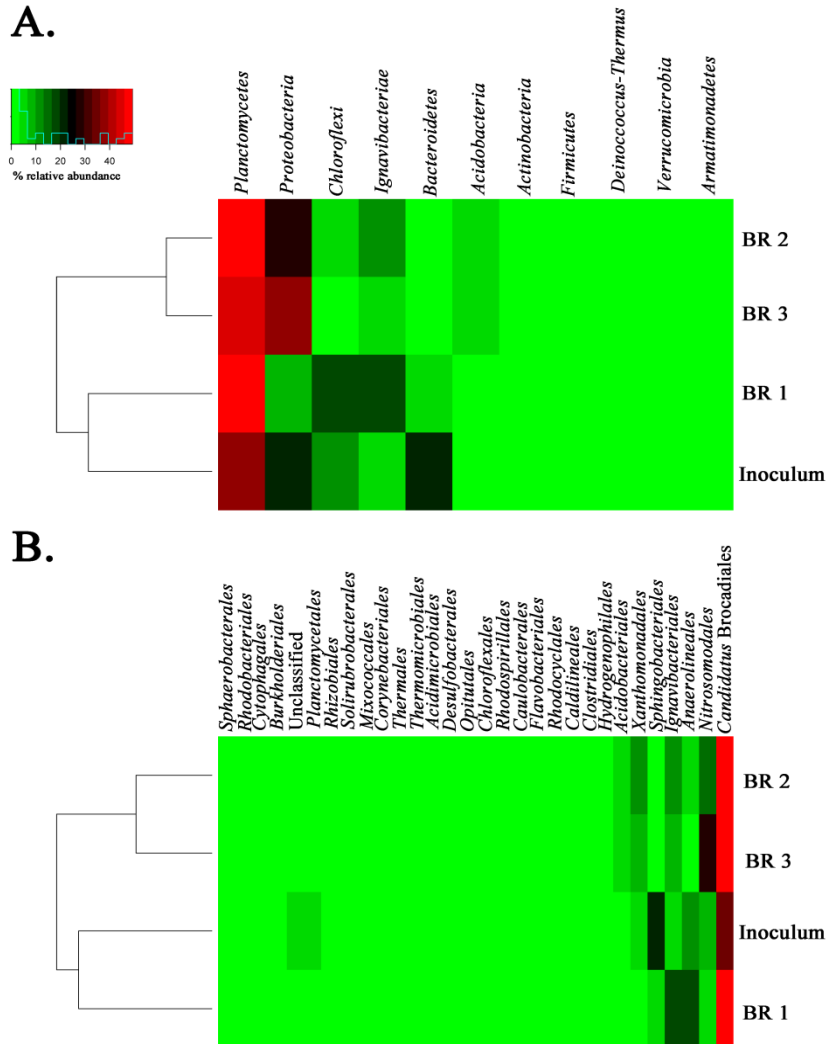 A.
0 10 20 30 40
% relative abundance
Planctomycetes
Proteobacteria
Chloroflexi
Ignavibacteriae
Bacteroidetes
Acidobacteria
Actinobacteria
Firmicutes
Deinoccoccus-Thermus
Verrucomicrobia
Armatimonadetes
BR 2
BR 3
BR 1
Inoculum
B.
Sphaerobacterales
Rhodobacteriales
Cytophagales
Burkholderiales
Unclassified
Planctomycetales
Rhizobiales
Solirubrobacterales
Mixococcales
Corynebacteriales
Thermales
Thermomicrobiales
Acidimicrobiales
Desulfobacterales
Opitutales
Chloroflexales
Rhodospirillales
Caulobacterales
Flavobacteriales
Rhodocyclales
Caldilineales
Clostridiales
Hydrogenophilales
Acidobacteriales
Xanthomonadales
Sphingobacteriales
Ignavibacteriales
Anaerolineales
Nitrosomodales
Candidatus Brocadiales
BR 2
BR 3
Inoculum
BR 1